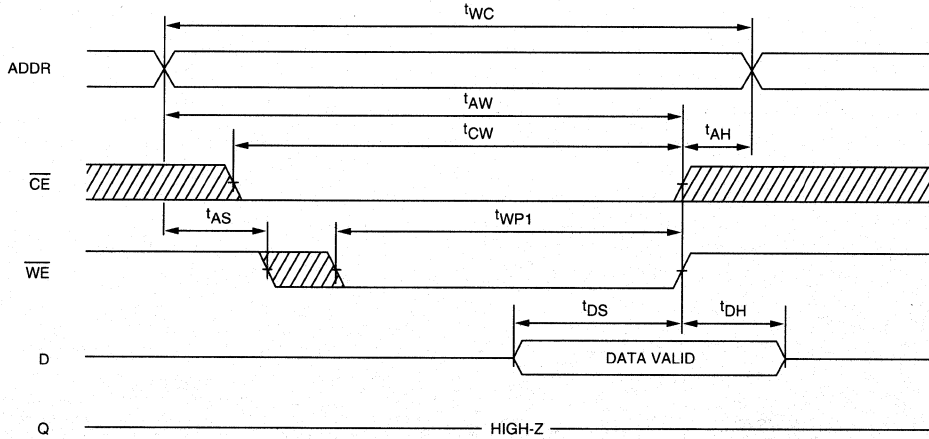 tWC
ADDR
tAW
tCW
tAH
CE
tAS
tWP1
WE
tDS
tDH
D
DATA VALID
Q
HIGH-Z